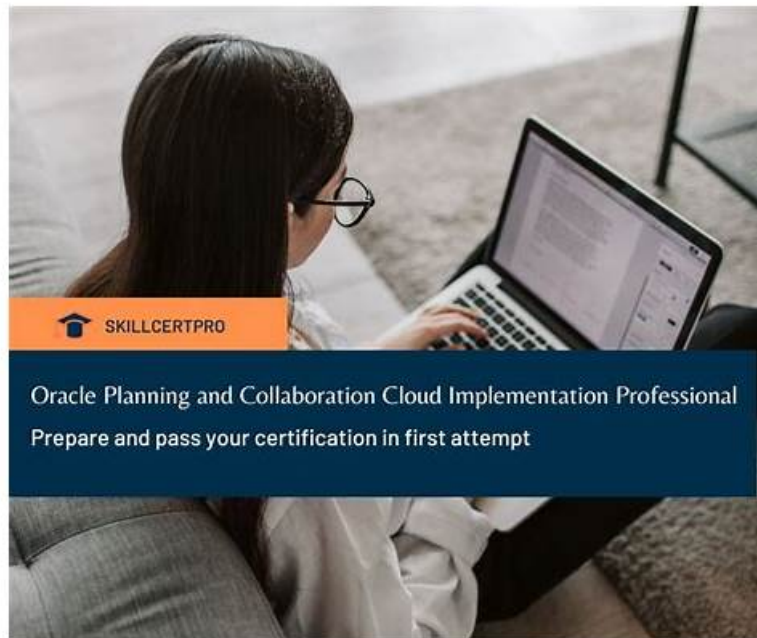 SKILLCERTPRO
Oracle Planning and Collaboration Cloud Implementation Professional
Prepare and pass your certification in first attempt